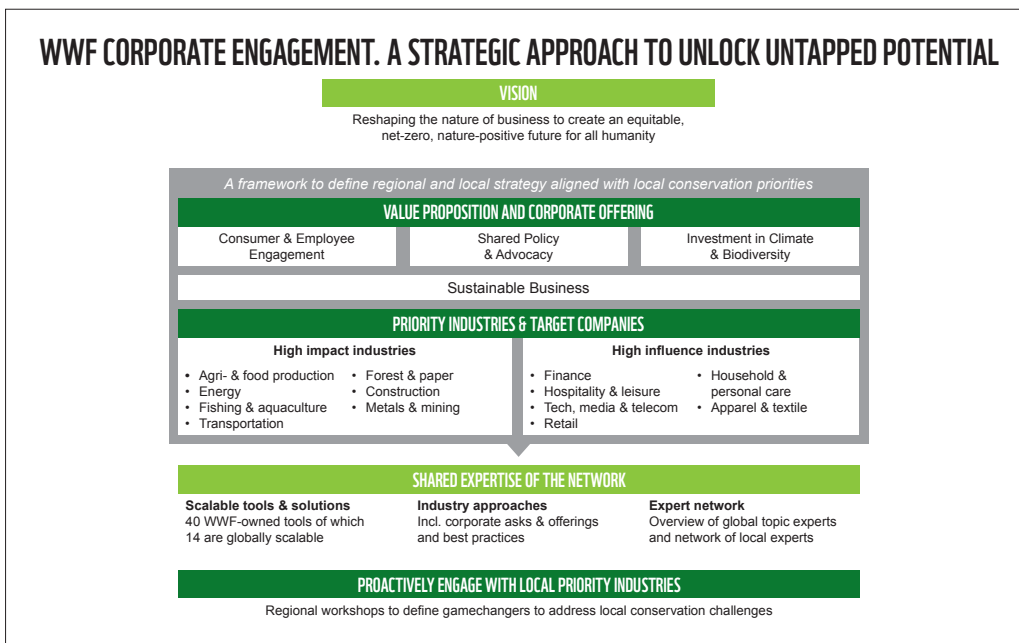 WWF CORPORATE ENGAGEMENT. A STRATEGIC APPROACH TO UNLOCK UNTAPPED POTENTIAL
VISION
Reshaping the nature of business to create an equitable,
net-zero, nature-positive future for all humanity
A framework to define regional and local strategy aligned with local conservation priorities
VALUE PROPOSITION AND CORPORATE OFFERING
Consumer & Employee
Engagement
Shared Policy
& Advocacy
Investment in Climate
& Biodiversity
Sustainable Business
PRIORITY INDUSTRIES & TARGET COMPANIES
High impact industries
• Agri- & food production
• Energy
• Fishing & aquaculture
• Transportation
• Forest & paper
• Construction
• Metals & mining
High influence industries
• Finance
• Hospitality & leisure
• Tech, media & telecom
• Retail
• Household &
personal care
• Apparel & textile
SHARED EXPERTISE OF THE NETWORK
Scalable tools & solutions
40 WWF-owned tools of which
14 are globally scalable
Industry approaches
Incl. corporate asks & offerings
and best practices
Expert network
Overview of global topic experts
and network of local experts
PROACTIVELY ENGAGE WITH LOCAL PRIORITY INDUSTRIES
Regional workshops to define gamechangers to address local conservation challenges